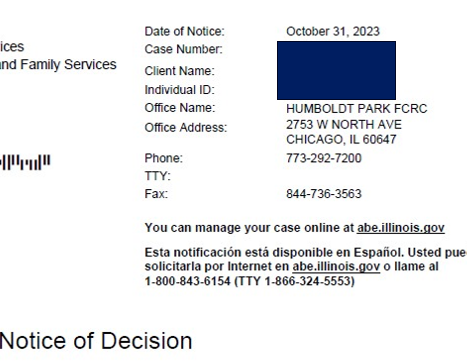 ices
nd Family Services
Date of Notice: October 31, 2023
Case Number:
Client Name:
Individual ID:
Office Name: HUMBOLDT PARK FCRC
Office Address: 2753 W NORTH AVE
CHICAGO, IL 60647
Phone: 773-292-7200
TTY:
Fax: 844-736-3563
You can manage your case online at abe.illinois.gov
Esta notificación está disponible en Español. Usted pue
solicitarla por Internet en abe.illinois.gov o llame al
1-800-843-6154 (TTY 1-866-324-5553)
Notice of Decision